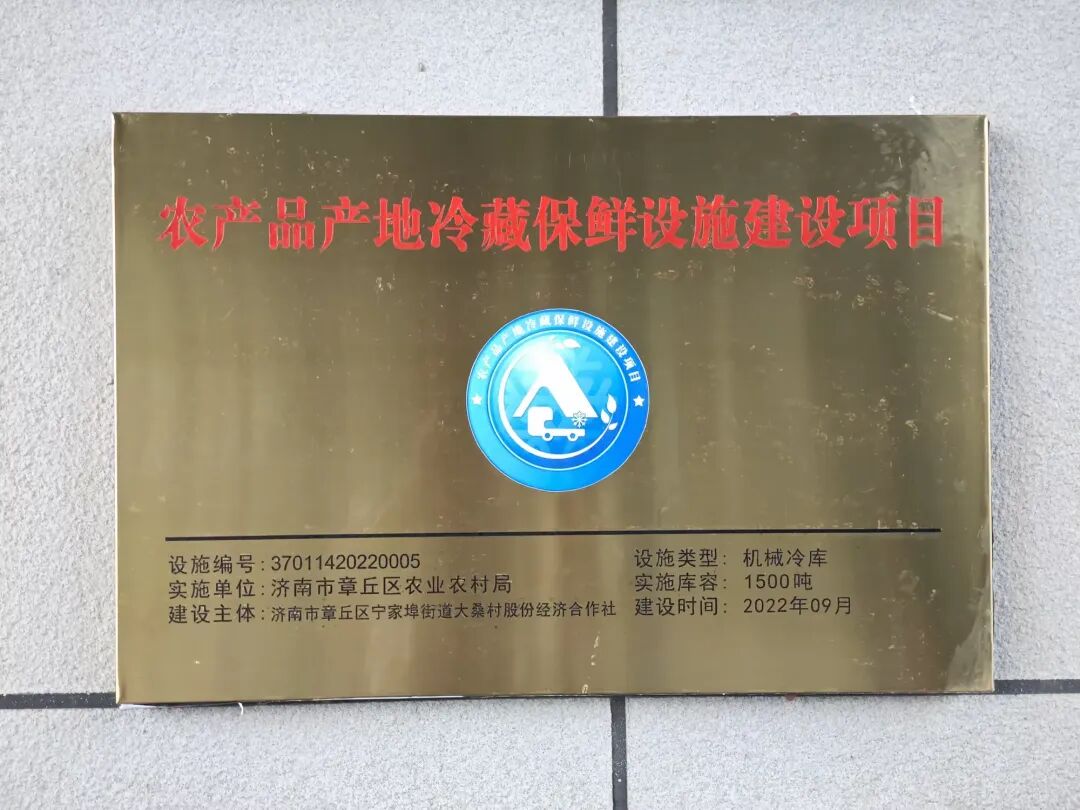 农产品产地冷藏保鲜设施建设项目
农产品产地冷藏保鲜设施建设项目
设施编号：37011420220005
实施单位：济南市章丘区农业农村局
建设主体：济南市章丘区宁家埠街道大桑村股份经济合作社
设施类型：机械冷库
实施库容：1500吨
建设时间：2022年09月